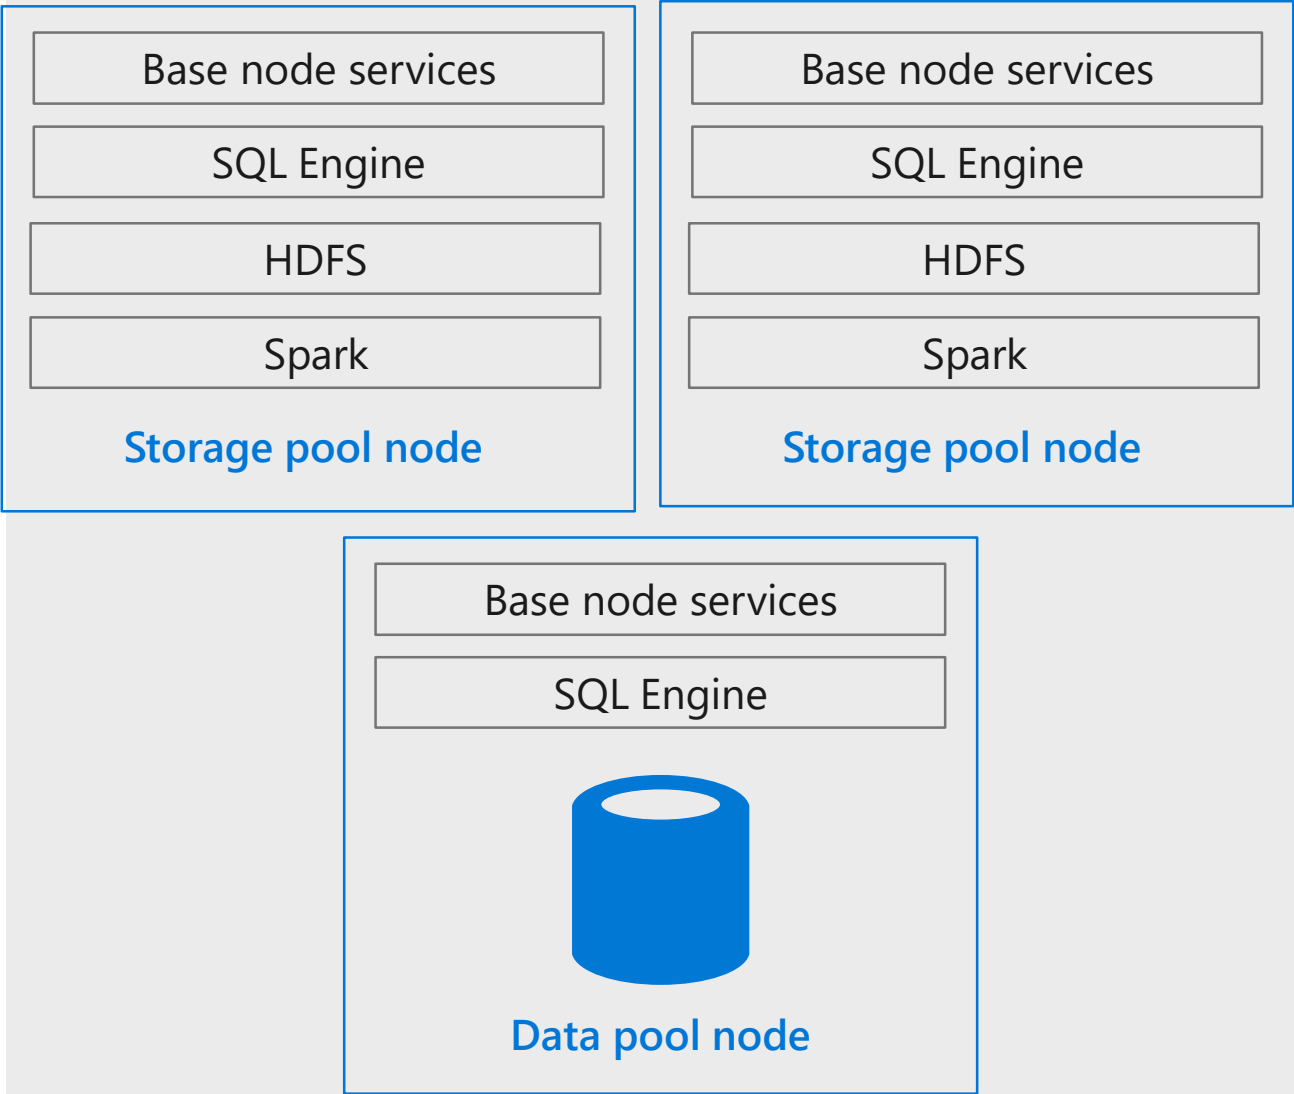 Base node services
SQL Engine
HDFS
Spark
Storage pool node
Base node services
SQL Engine
HDFS
Spark
Storage pool node
Base node services
SQL Engine
Data pool node